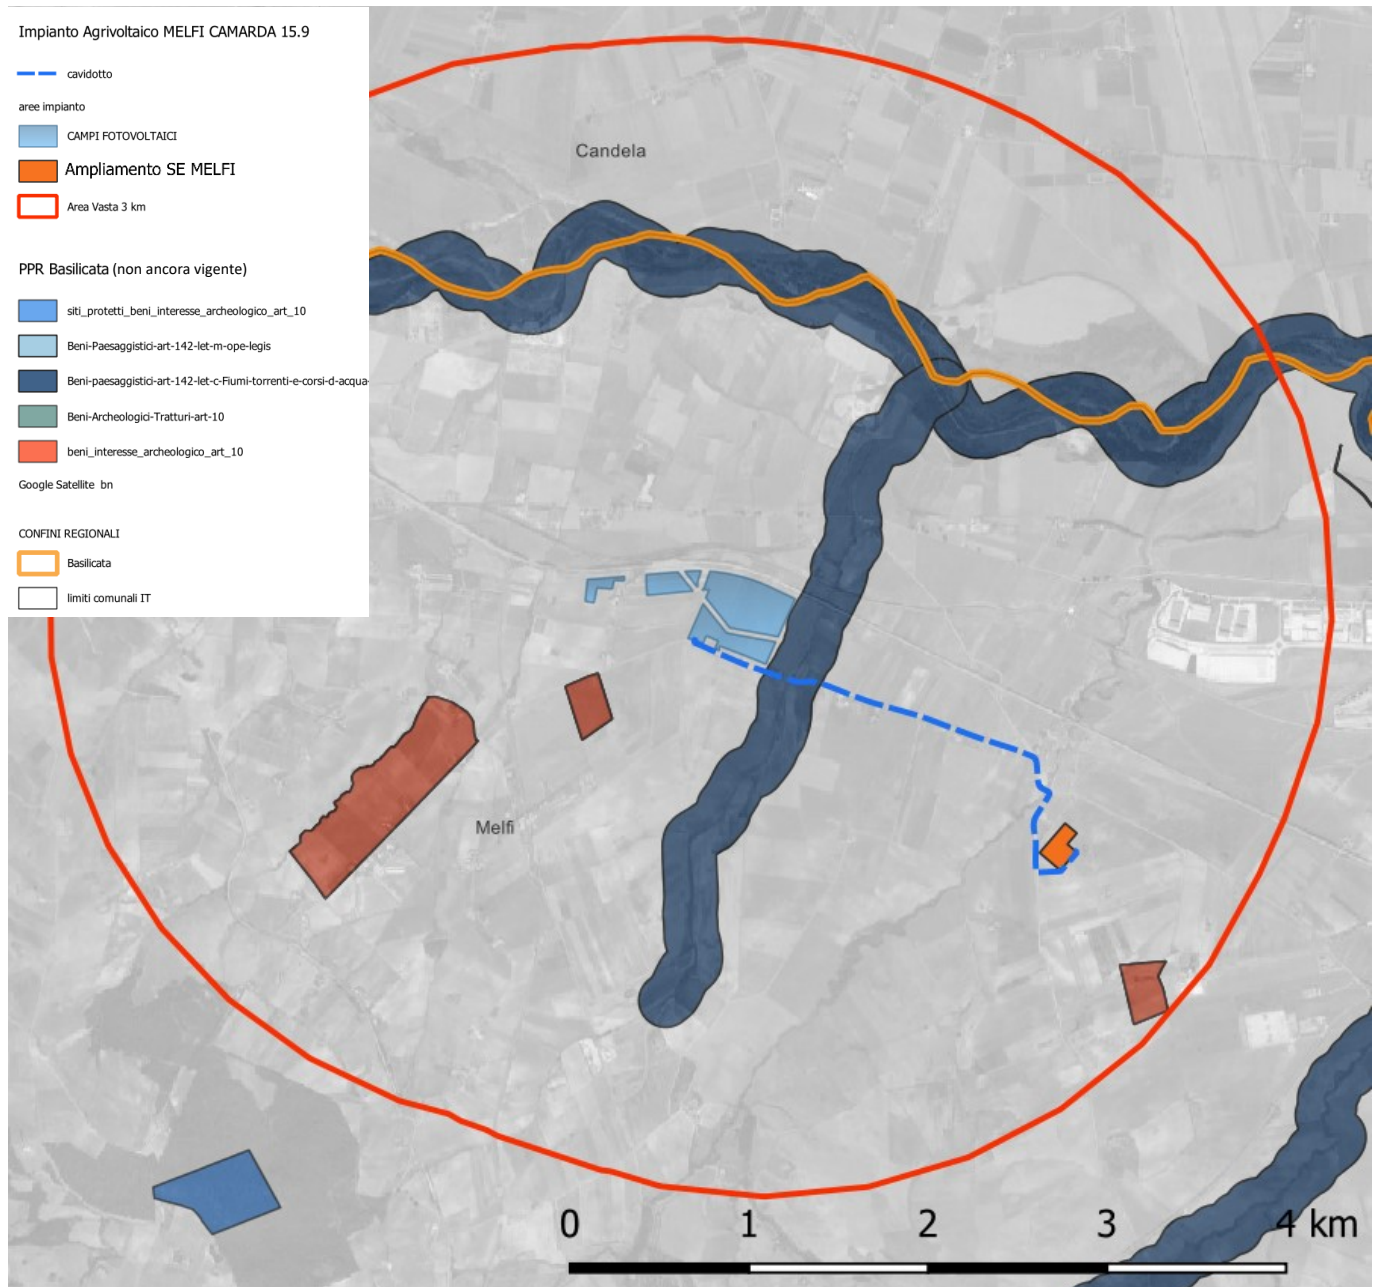 Impianto Agrivoltaico MELFI CAMARDA 15.9
cavidotto
aree impianto
CAMPI FOTOVOLTAICI
Ampliamento SE MELFI
Area Vasta 3 km
PPR Basilicata (non ancora vigente)
siti_protetti_beni_interesse_archeologico_art_10
Beni-Paesaggistici-art-142-let-m-ope-legis
Beni-paesaggistici-art-142-let-c-Fiumi-torrenti-e-corsi-d-acqua-
Beni-Archeologici-Tratturi-art-10
beni_interesse_archeologico_art_10
Google Satellite bn
CONFINI REGIONALI
Basilicata
limiti comunali IT
Candela
Melfi
0 1 2 3 4 km